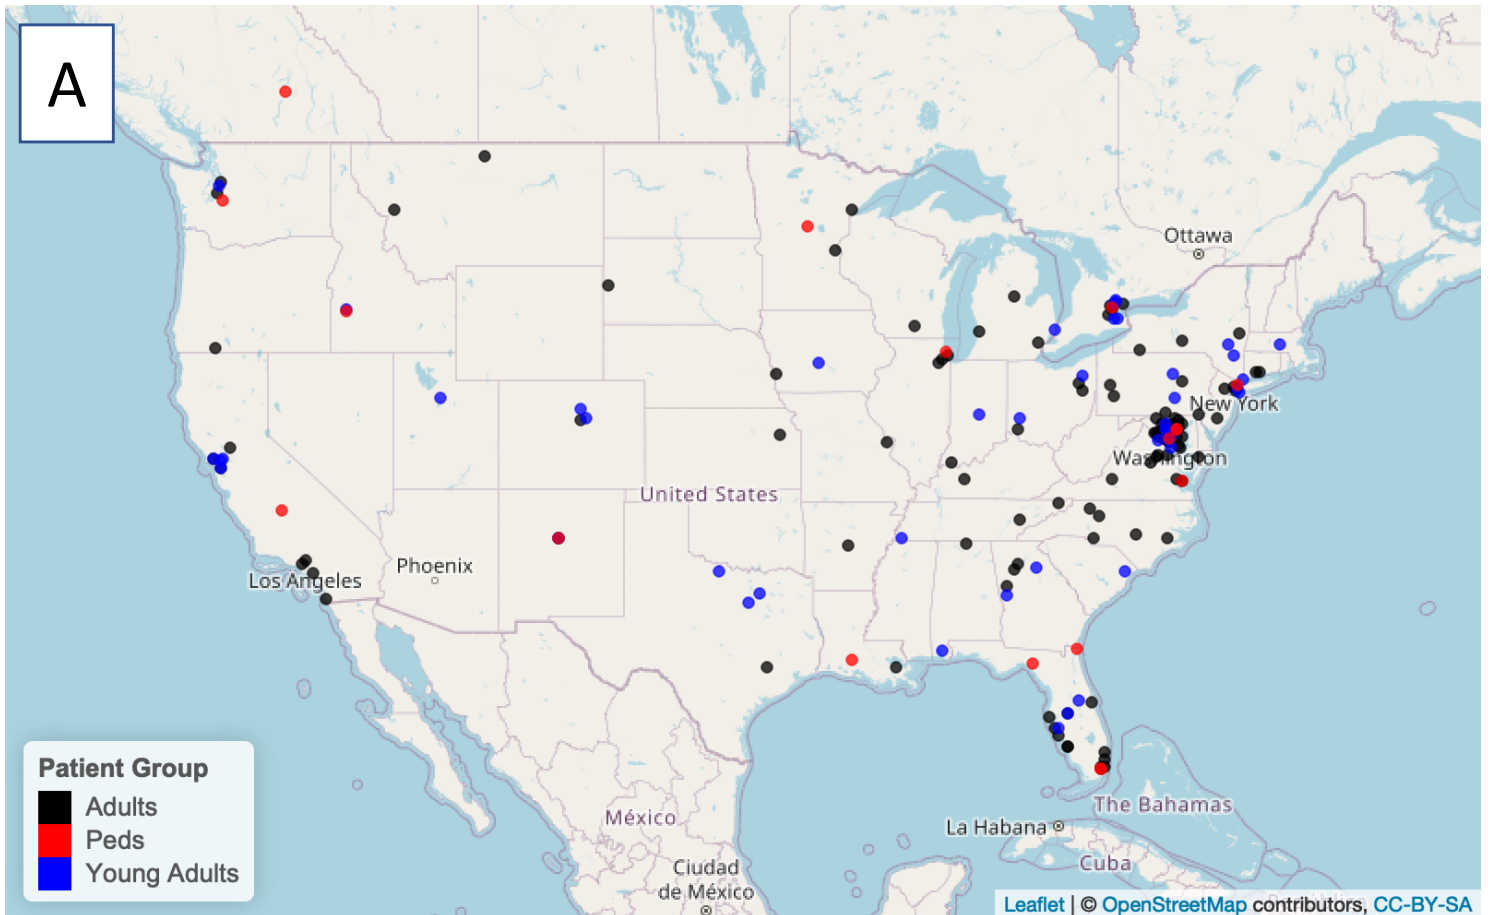 A
Ottawa
New York
Washington
United States
Phoenix
Los Angeles
The Bahamas
México
La Habana
Cuba
Ciudad
de México
Patient Group
Adults
Peds
Young Adults
Leaflet | © OpenStreetMap contributors, CC-BY-SA